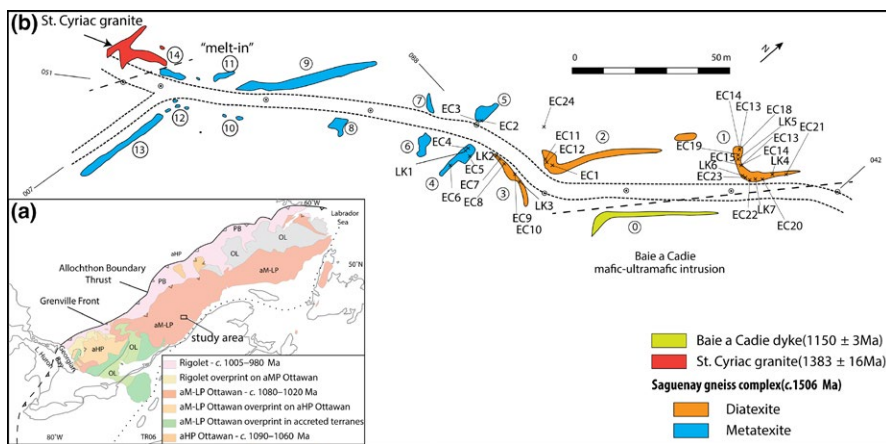 (b)
St. Cyriac granite
14
"melt-in"
11
9
088
051
7
EC3
5
EC2
EC24
0 50 m
N
EC14
EC13
EC18
LK5
EC13
EC21
1
EC19
EC15
EC14
LK4
LK6
EC23
042
12
10
8
6
EC4
LK2
LK1
EC5
4
EC6
EC7
EC8
3
EC11
EC12
2
EC1
LK3
EC9
EC10
EC22
LK7
EC20
13
007
0
Baie a Cadie
mafic-ultramafic intrusion
(a)
60°W
Labrador
Sea
PB
OL
aHP
OL
50°N
Allochthon Boundary
Thrust
PB
aM-LP
Grenville Front
aM-LP
study area
OL
aHP
OL
L. Huron
Georgian
Bay
80°W
TR06
Rigolet - c. 1005–980 Ma
Rigolet overprint on aMP Ottawan
aM-LP Ottawan - c. 1080–1020 Ma
aM-LP Ottawan overprint on aHP Ottawan
aM-LP Ottawan overprint in accreted terranes
aHP Ottawan - c. 1090–1060 Ma
Baie a Cadie dyke(1150 ± 3Ma)
St. Cyriac granite(1383 ± 16Ma)
Saguenay gneiss complex(c.1506 Ma)
Diatexite
Metatexite